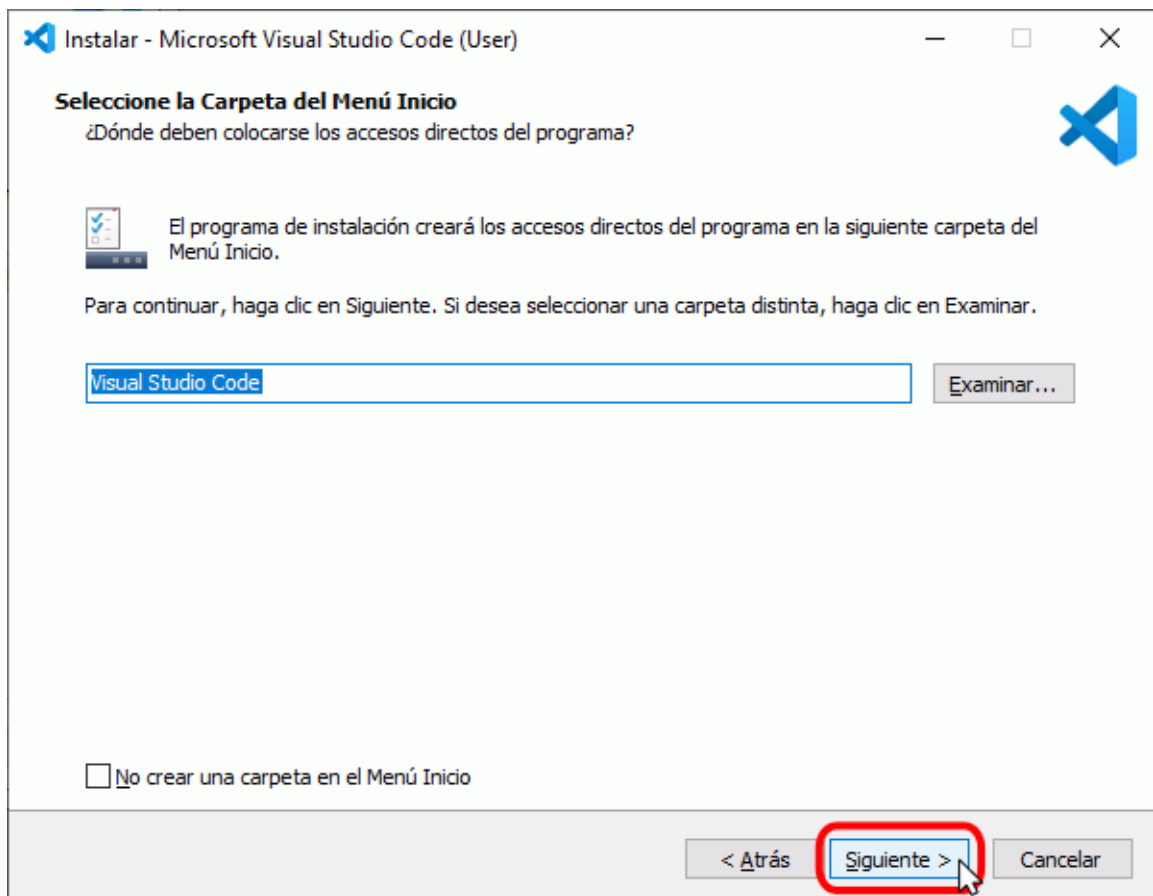 Instalar - Microsoft Visual Studio Code (User)
Seleccione la Carpeta del Menú Inicio
¿Dónde deben colocarse los accesos directos del programa?
El programa de instalación creará los accesos directos del programa en la siguiente carpeta del
Menú Inicio.
Para continuar, haga clic en Siguiente. Si desea seleccionar una carpeta distinta, haga clic en Examinar.
Visual Studio Code
Examinar...
No crear una carpeta en el Menú Inicio
< Atrás
Siguiente >
Cancelar